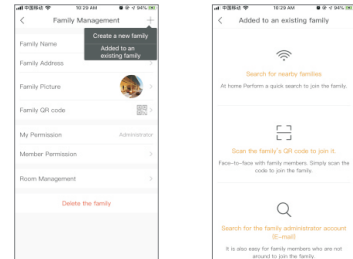 中国移动 10:29 AM 94%
Family Management
Create a new family
Added to an
existing family
Family Name
Family Address
Family Picture
Family QR code
My Permission Administrator
Member Permission
Room Management
Delete the family
中国移动 10:29 AM 94%
Added to an existing family
Search for nearby families
At home Perform a quick search to join the family.
Scan the family's QR code to join it.
Face-to-face with family members. Simply scan the
code to join the family.
Search for the family administrator account
(E-mail)
It is also easy for family members who are not
around to join the family.